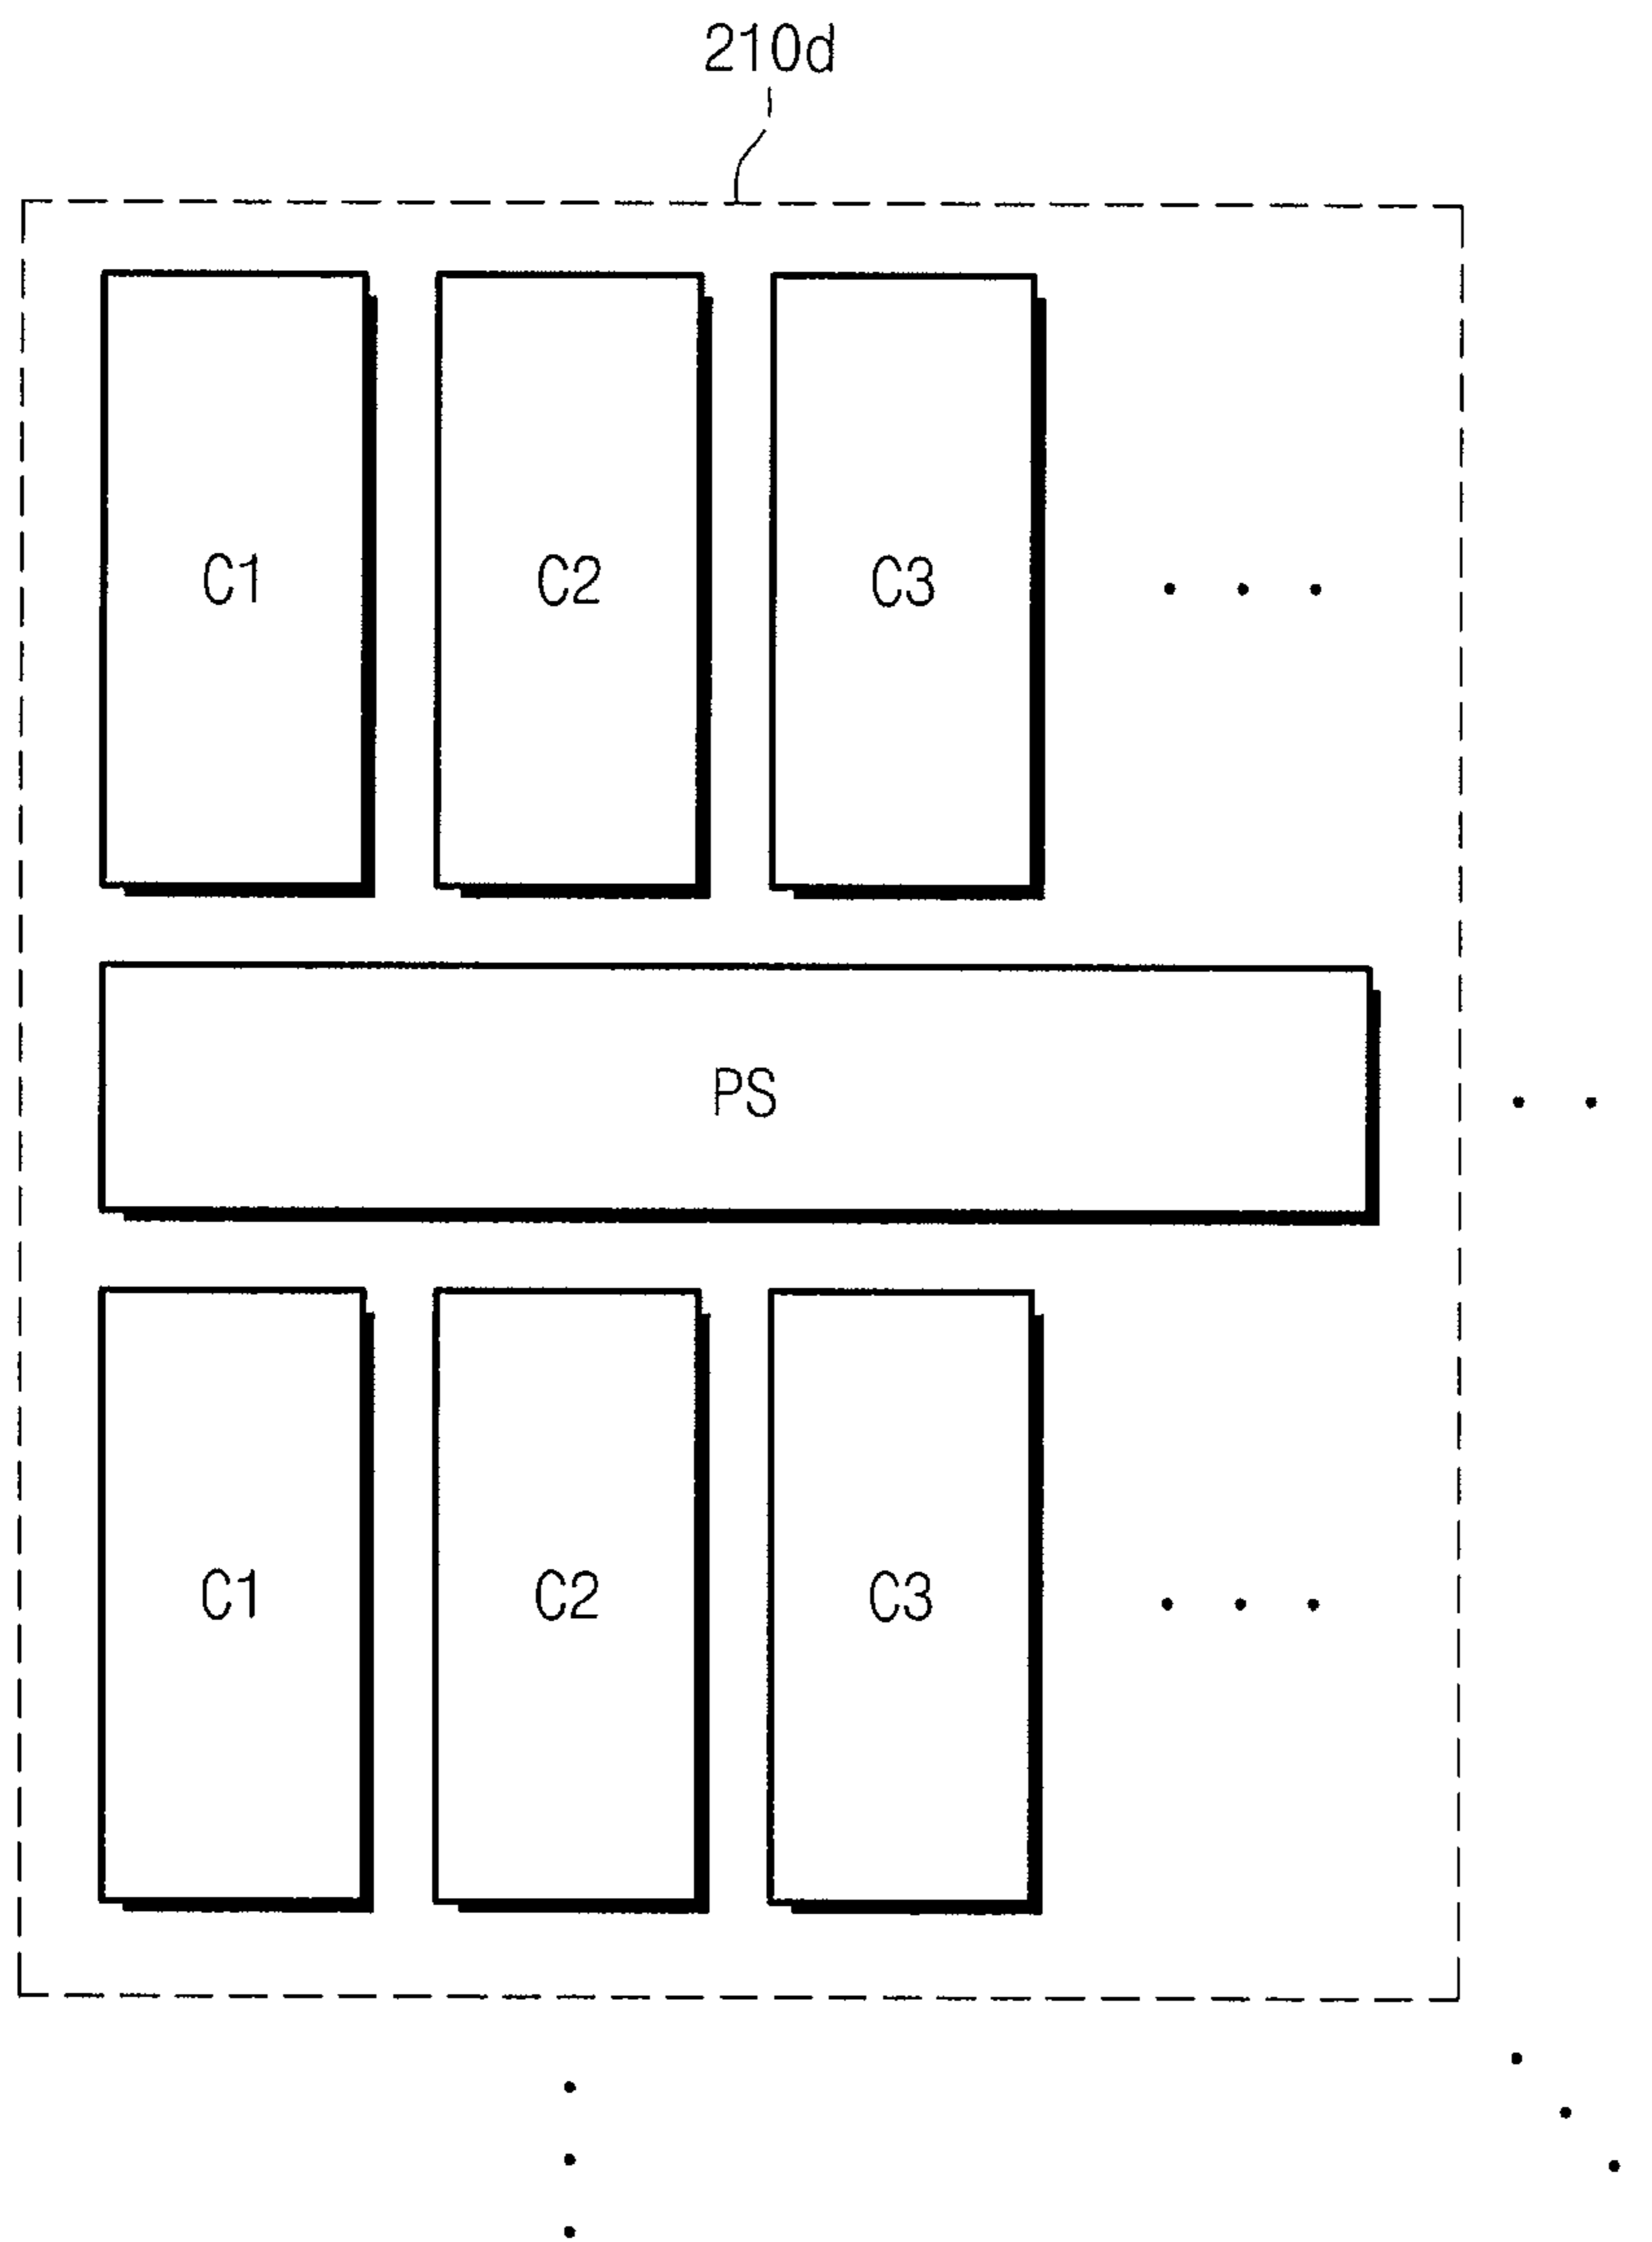 210d
C1 C2 C3 . . .
PS . .
C1 C2 C3 . . .